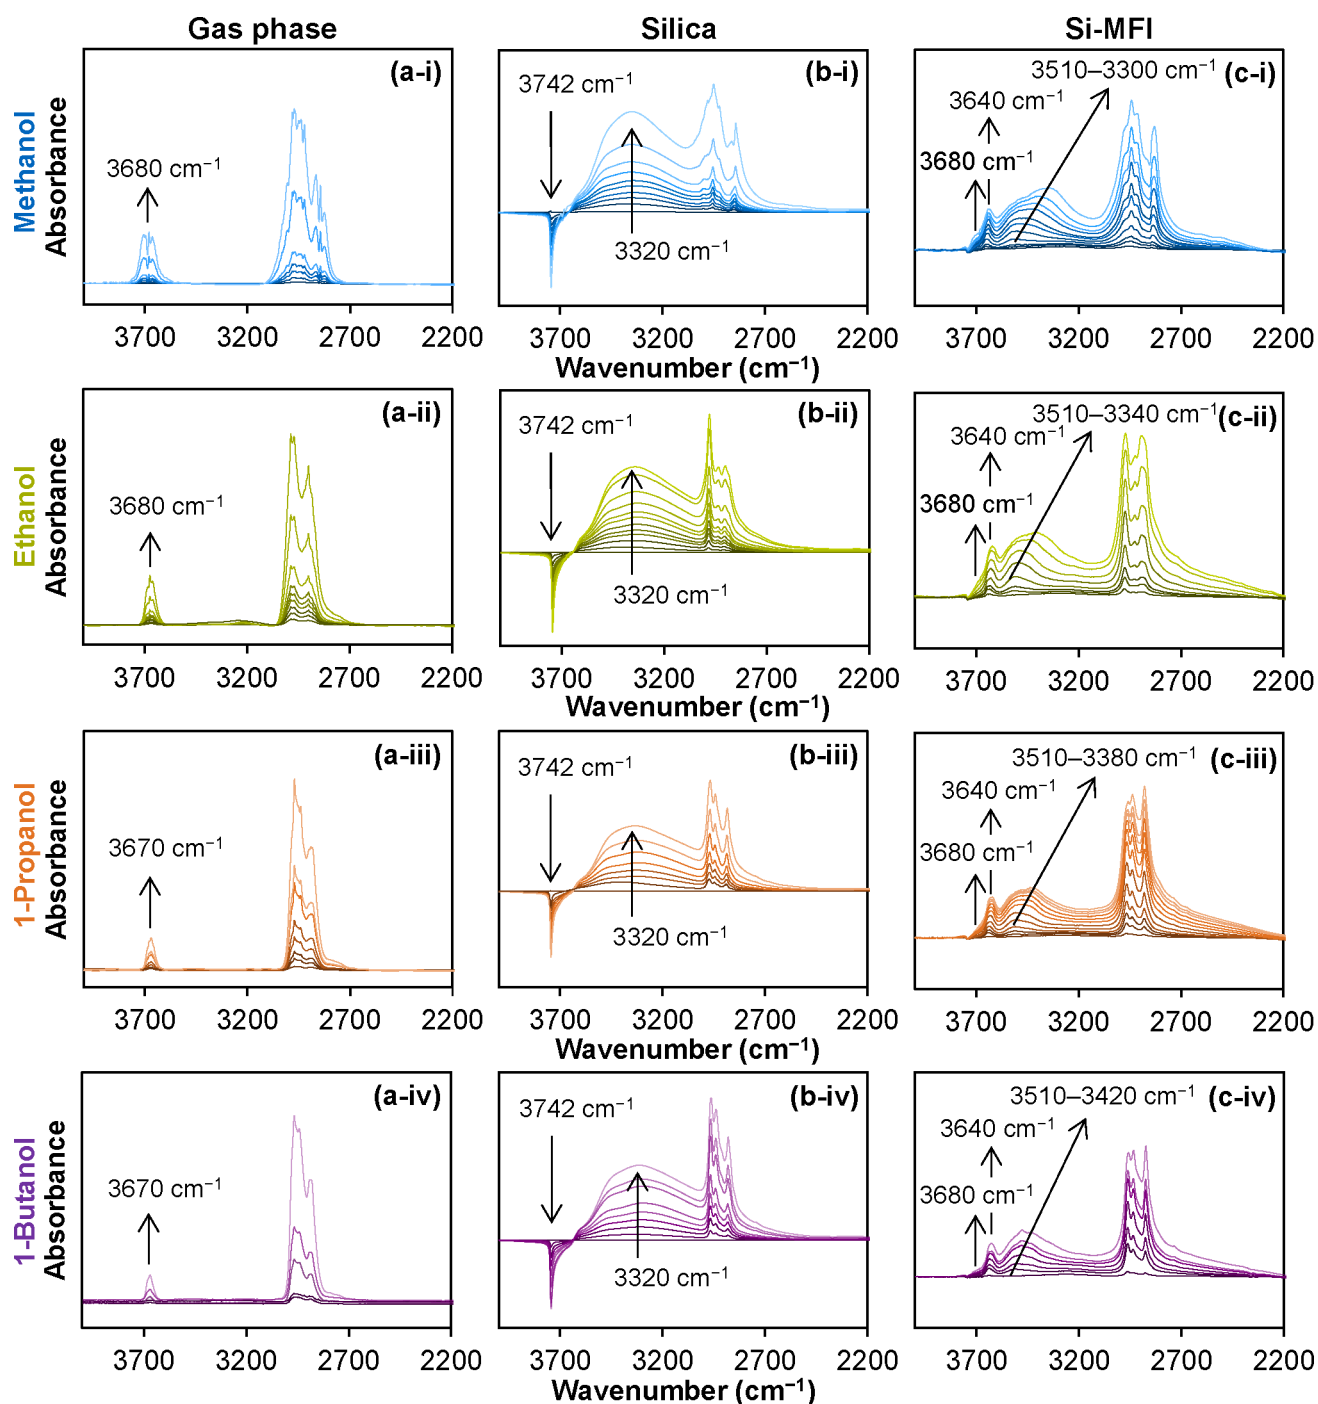 Gas phase
Silica
Si-MFI
Methanol
Absorbance
(a-i)
3680 cm⁻¹
3700 3200 2700 2200
(b-i)
3742 cm⁻¹
3320 cm⁻¹
3700 3200 2700 2200
Wavenumber (cm⁻¹)
(c-i)
3510–3300 cm⁻¹
3640 cm⁻¹
3680 cm⁻¹
3700 3200 2700 2200
Ethanol
Absorbance
(a-ii)
3680 cm⁻¹
3700 3200 2700 2200
(b-ii)
3742 cm⁻¹
3320 cm⁻¹
3700 3200 2700 2200
Wavenumber (cm⁻¹)
(c-ii)
3510–3340 cm⁻¹
3640 cm⁻¹
3680 cm⁻¹
3700 3200 2700 2200
1-Propanol
Absorbance
(a-iii)
3670 cm⁻¹
3700 3200 2700 2200
(b-iii)
3742 cm⁻¹
3320 cm⁻¹
3700 3200 2700 2200
Wavenumber (cm⁻¹)
(c-iii)
3510–3380 cm⁻¹
3640 cm⁻¹
3680 cm⁻¹
3700 3200 2700 2200
1-Butanol
Absorbance
(a-iv)
3670 cm⁻¹
3700 3200 2700 2200
(b-iv)
3742 cm⁻¹
3320 cm⁻¹
3700 3200 2700 2200
Wavenumber (cm⁻¹)
(c-iv)
3510–3420 cm⁻¹
3640 cm⁻¹
3680 cm⁻¹
3700 3200 2700 2200